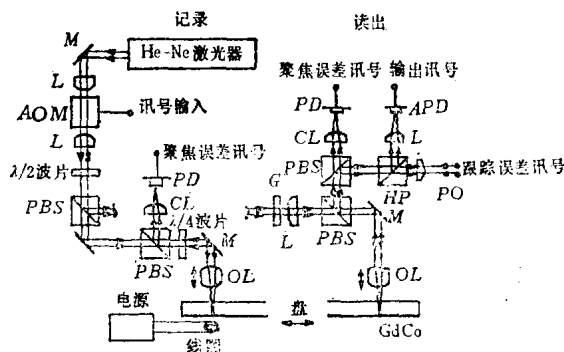 记录
读出
M
He-Ne 激光器
L
AOM
讯号输入
L
λ/2波片
PBS
聚焦误差讯号
PD
CL
λ/4波片
PBS
M
OL
电源
线圈
盘
聚焦误差讯号
输出讯号
PD
APD
CL
L
PBS
HP
跟踪误差讯号
PO
G
L
PBS
M
OL
GdCo